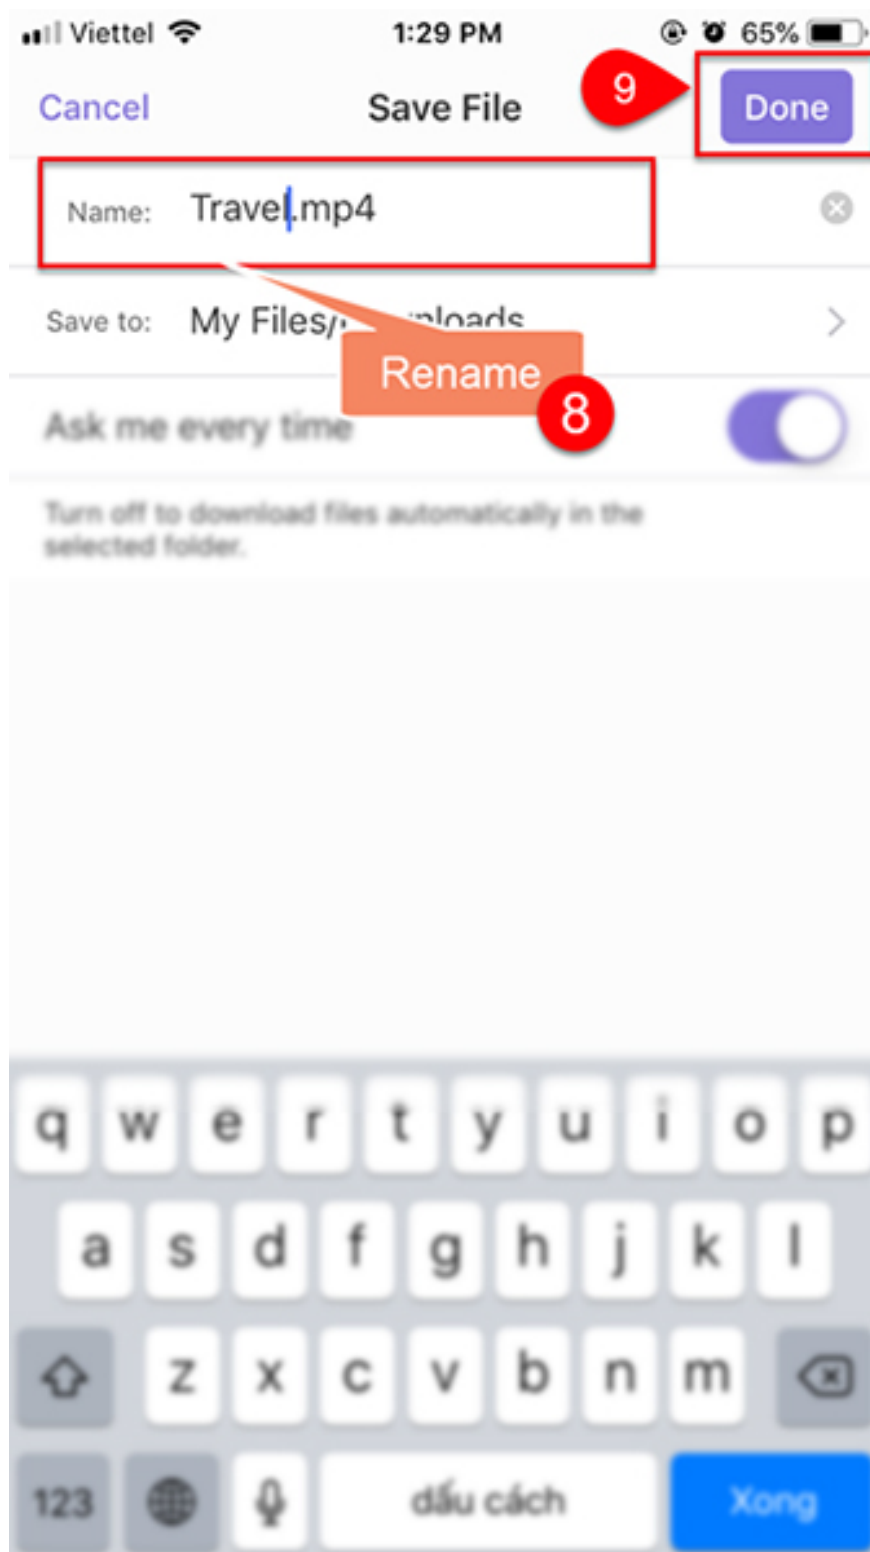 Viettel 1:29 PM 65%
Cancel Save File 9 Done
Name: Travel.mp4
Save to: My Files/
Rename
8
Ask me every time
Turn off to download files automatically in the
selected folder.
q w e r t y u i o p
a s d f g h j k l
z x c v b n m
123 dấu cách Xong